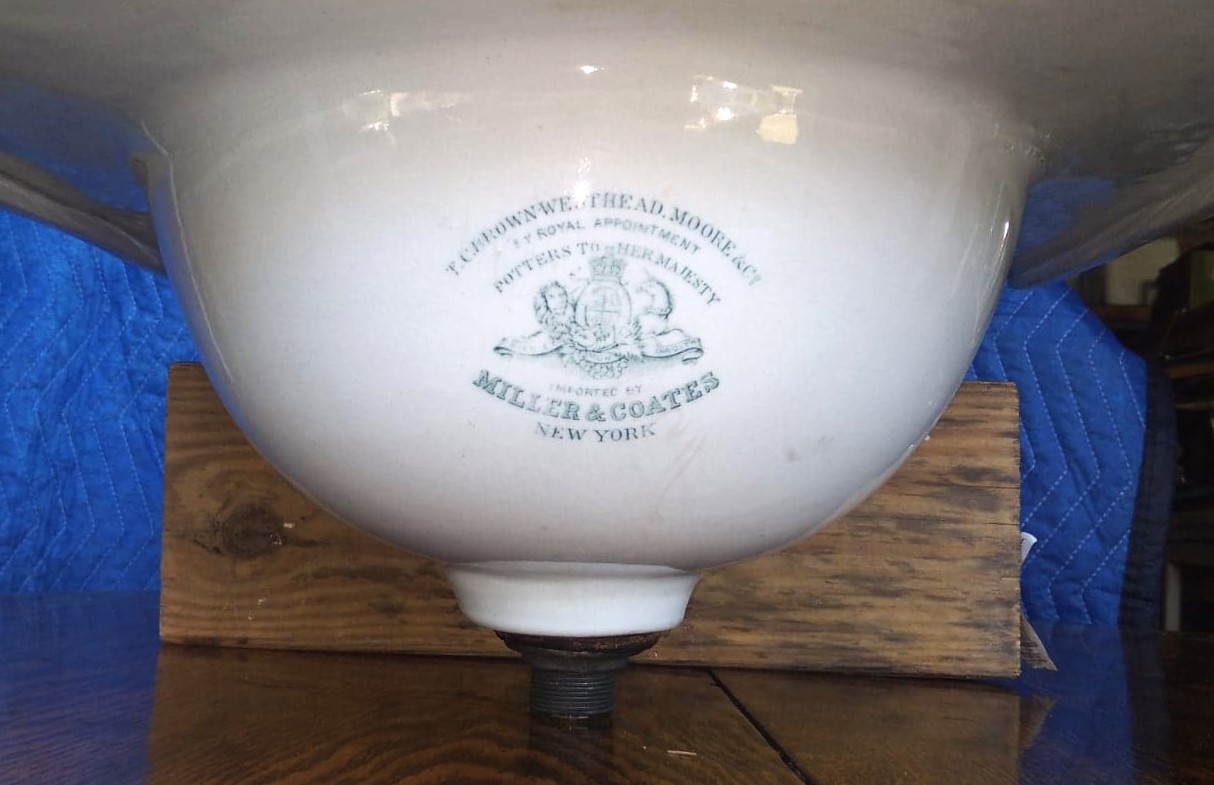 T.C. BROWN-WESTHEAD, MOORE & CO
BY ROYAL APPOINTMENT
POTTERS TO HER MAJESTY
IMPORTED BY
MILLER & COATES
NEW YORK